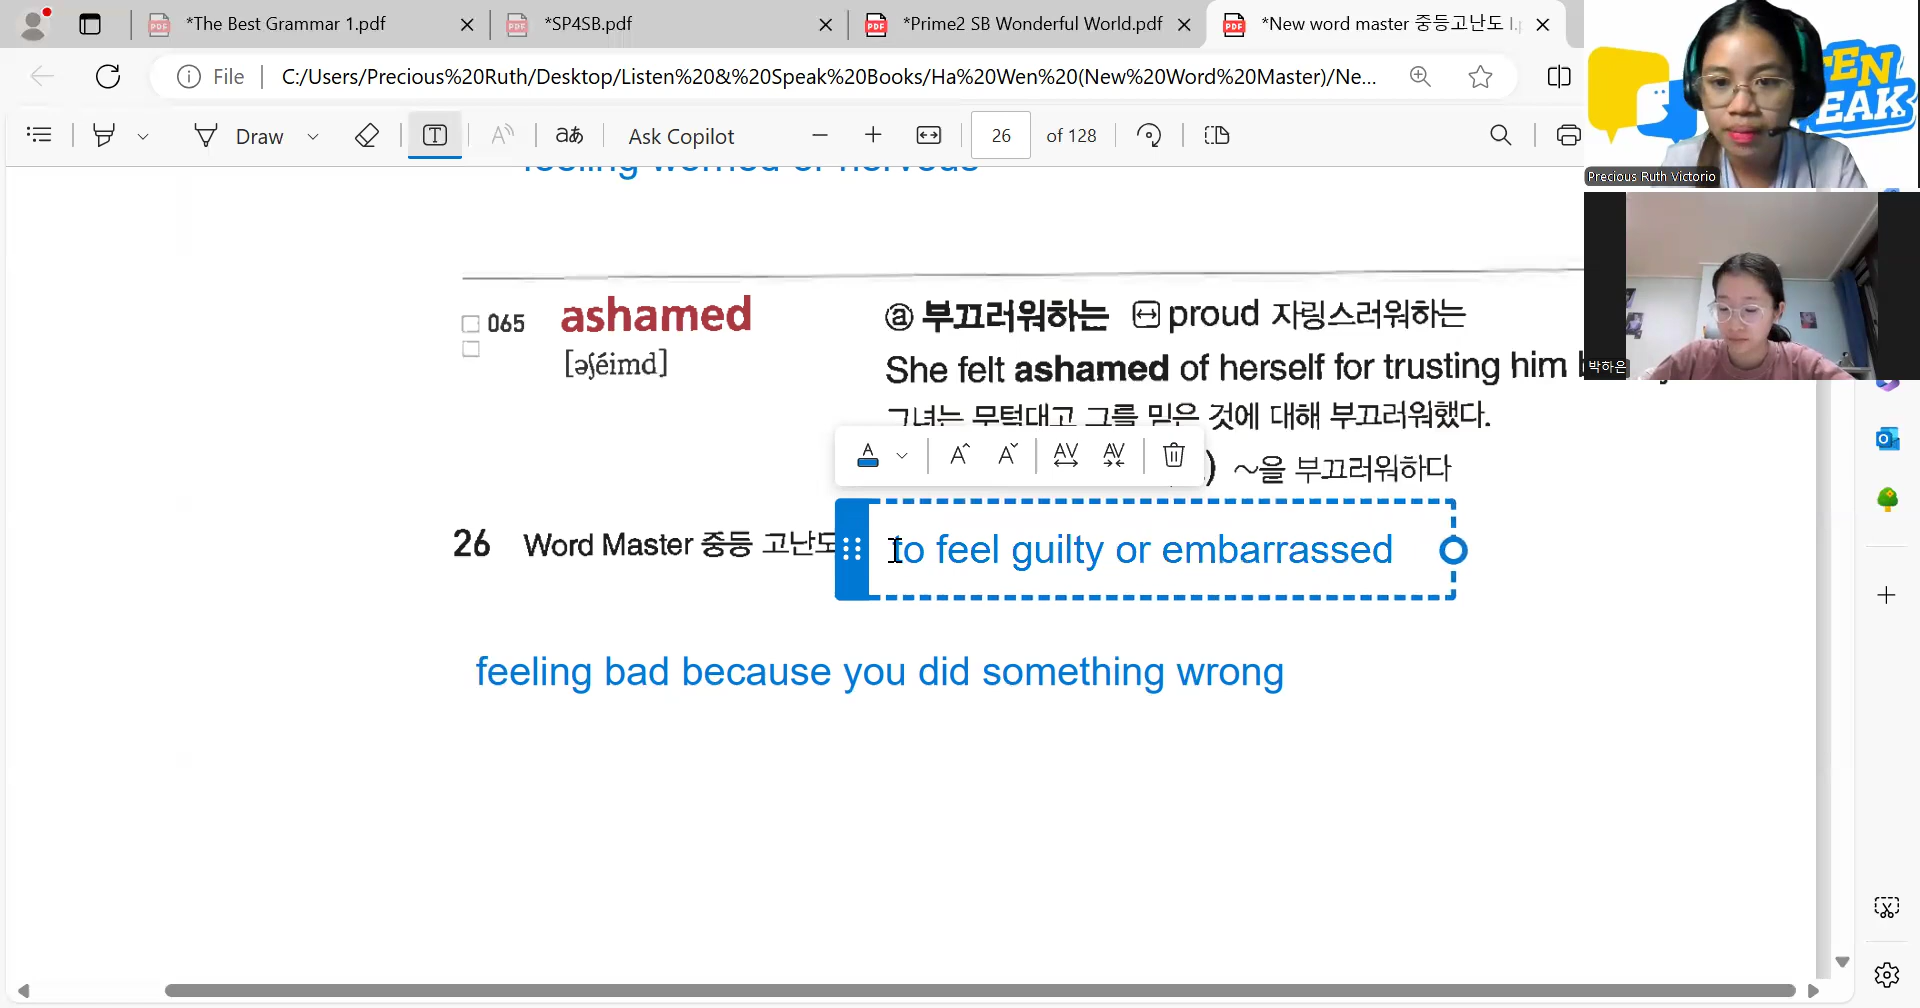 *The Best Grammar 1.pdf
*SP4SB.pdf
*Prime2 SB Wonderful World.pdf
*New word master 중등고난도 I.
File
C:/Users/Precious%20Ruth/Desktop/Listen%20&%20Speak%20Books/Ha%20Wen%20(New%20Word%20Master)/Ne...
Draw
Ask Copilot
26
of 128
EN
EAK
Precious Ruth Victorio
박하은
feeling worried or nervous
065
ashamed
[əʃéimd]
ⓐ 부끄러워하는 ↔ proud 자랑스러워하는
She felt ashamed of herself for trusting him
그녀는 무턱대고 그를 믿은 것에 대해 부끄러워했다.
) ～을 부끄러워하다
26 Word Master 중등 고난도
to feel guilty or embarrassed
feeling bad because you did something wrong